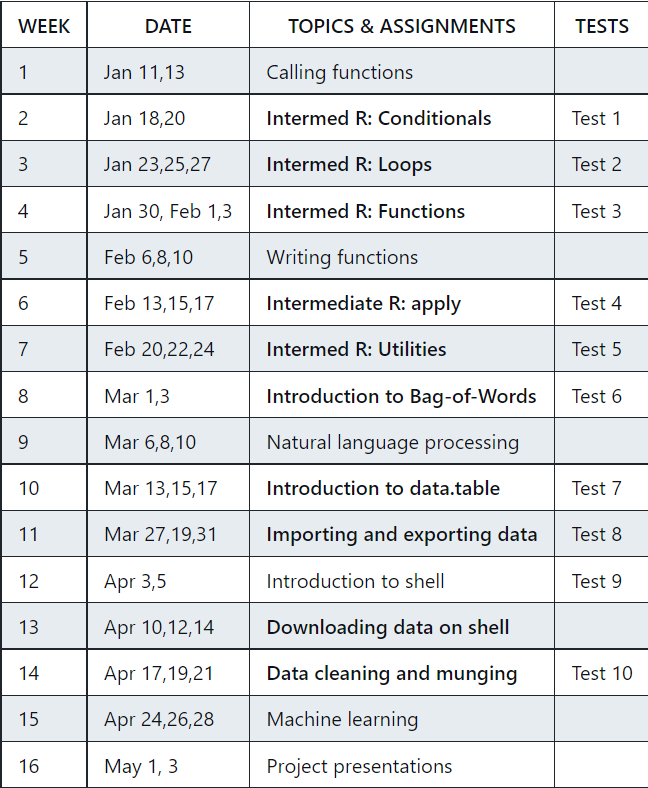 WEEK DATE TOPICS & ASSIGNMENTS TESTS
1 Jan 11,13 Calling functions
2 Jan 18,20 Intermed R: Conditionals Test 1
3 Jan 23,25,27 Intermed R: Loops Test 2
4 Jan 30, Feb 1,3 Intermed R: Functions Test 3
5 Feb 6,8,10 Writing functions
6 Feb 13,15,17 Intermediate R: apply Test 4
7 Feb 20,22,24 Intermed R: Utilities Test 5
8 Mar 1,3 Introduction to Bag-of-Words Test 6
9 Mar 6,8,10 Natural language processing
10 Mar 13,15,17 Introduction to data.table Test 7
11 Mar 27,19,31 Importing and exporting data Test 8
12 Apr 3,5 Introduction to shell Test 9
13 Apr 10,12,14 Downloading data on shell
14 Apr 17,19,21 Data cleaning and munging Test 10
15 Apr 24,26,28 Machine learning
16 May 1, 3 Project presentations